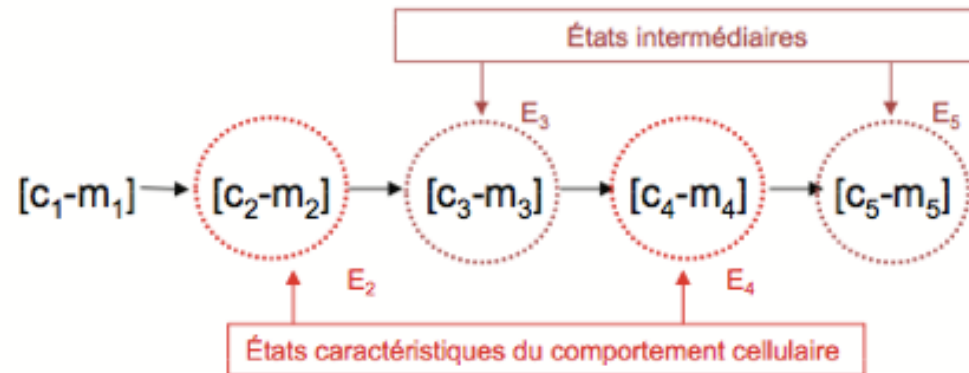 États intermédiaires
E₃ E₅
[c₁-m₁] [c₂-m₂] [c₃-m₃] [c₄-m₄] [c₅-m₅]
E₂ E₄
États caractéristiques du comportement cellulaire